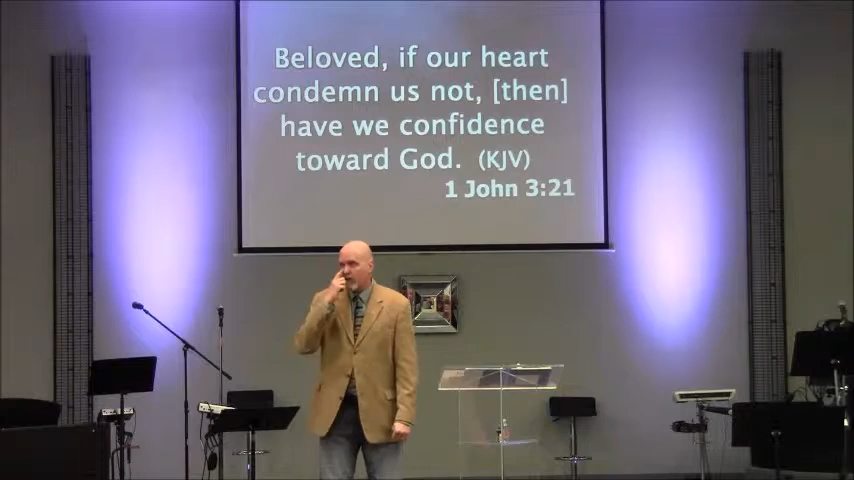 Beloved, if our heart
condemn us not, [then]
have we confidence
toward God. (KJV)
1 John 3:21